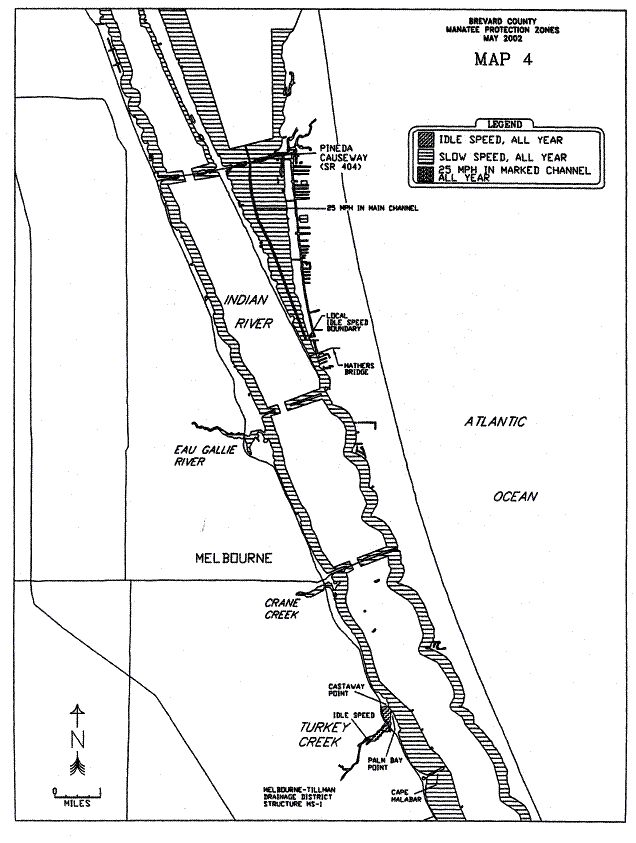 BREVARD COUNTY
MANATEE PROTECTION ZONES
MAY 2002
MAP 4
LEGEND
IDLE SPEED, ALL YEAR
SLOW SPEED, ALL YEAR
25 MPH IN MARKED CHANNEL
ALL YEAR
PINEDA
CAUSEWAY
(SR 404)
25 MPH IN MAIN CHANNEL
INDIAN
RIVER
LOCAL
IDLE SPEED
BOUNDARY
MATHERS
BRIDGE
ATLANTIC
OCEAN
EAU GALLIE
RIVER
MELBOURNE
CRANE
CREEK
CASTAWAY
POINT
IDLE SPEED
TURKEY
CREEK
PALM BAY
POINT
CAPE
MALABAR
MELBOURNE-TILLMAN
DRAINAGE DISTRICT
STRUCTURE MS-1
N
0
MILES